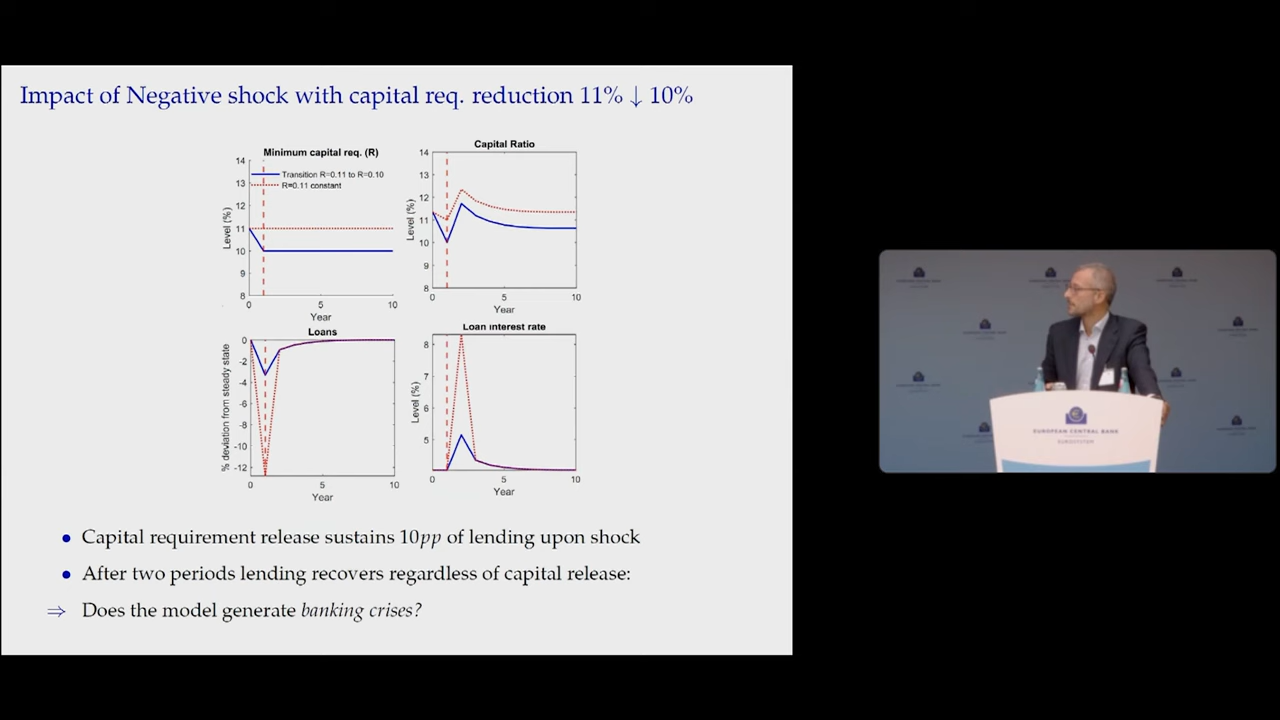 Impact of Negative shock with capital req. reduction 11% ↓ 10%
Minimum capital req. (R)
Transition R=0.11 to R=0.10
R=0.11 constant
Level (%)
14
13
12
11
10
9
8
0
5
10
Year
Capital Ratio
Level (%)
14
13
12
11
10
9
8
0
5
10
Year
Loans
% deviation from steady state
0
-2
-4
-6
-8
-10
-12
0
5
10
Year
Loan interest rate
Level (%)
8
7
6
5
0
5
10
Year
• Capital requirement release sustains 10pp of lending upon shock
• After two periods lending recovers regardless of capital release:
⇒ Does the model generate banking crises?
EUROPEAN CENTRAL BANK
EUROSYSTEM